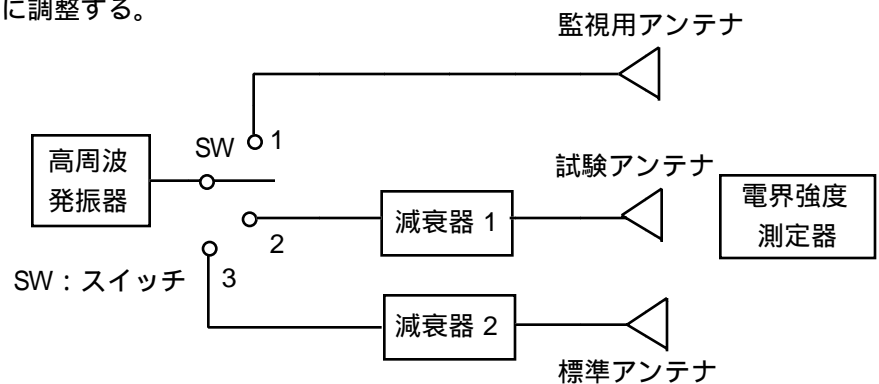 に調整する。
監視用アンテナ
1
SW
高周波
発振器
試験アンテナ
電界強度
測定器
減衰器 1
2
SW：スイッチ
3
減衰器 2
標準アンテナ